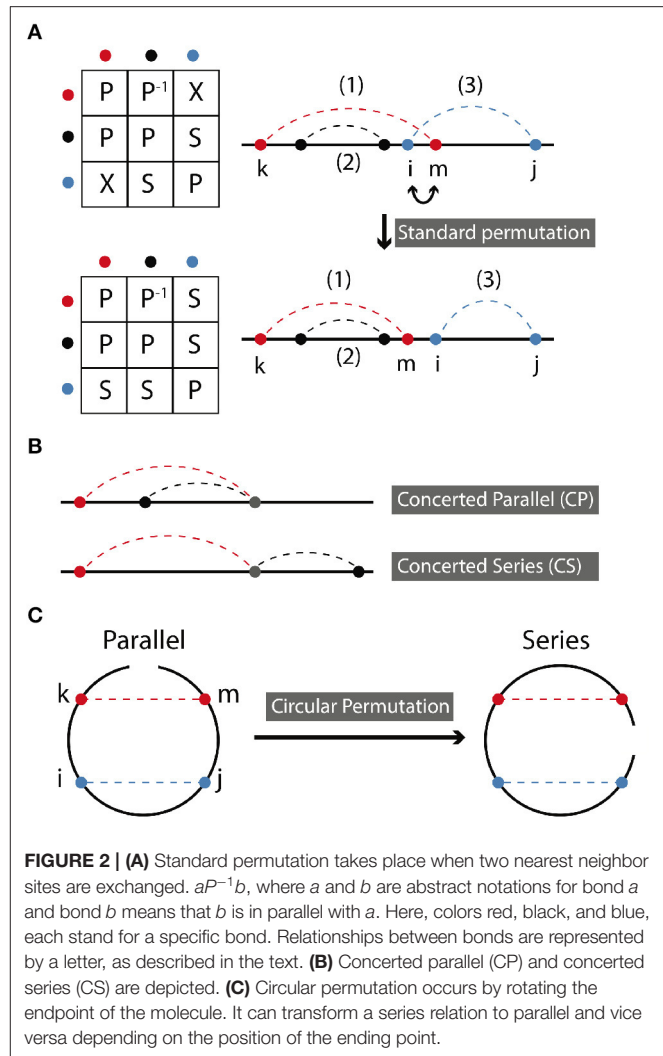 A
P P⁻¹ X
P P S
X S P
(1) (3)
(2)
k i m j
Standard permutation
P P⁻¹ S
P P S
S S P
(1) (3)
(2)
k m i j
B
Concerted Parallel (CP)
Concerted Series (CS)
C
Parallel Series
k m
Circular Permutation
i j
FIGURE 2 | (A) Standard permutation takes place when two nearest neighbor
sites are exchanged. aP⁻¹b, where a and b are abstract notations for bond a
and bond b means that b is in parallel with a. Here, colors red, black, and blue,
each stand for a specific bond. Relationships between bonds are represented
by a letter, as described in the text. (B) Concerted parallel (CP) and concerted
series (CS) are depicted. (C) Circular permutation occurs by rotating the
endpoint of the molecule. It can transform a series relation to parallel and vice
versa depending on the position of the ending point.